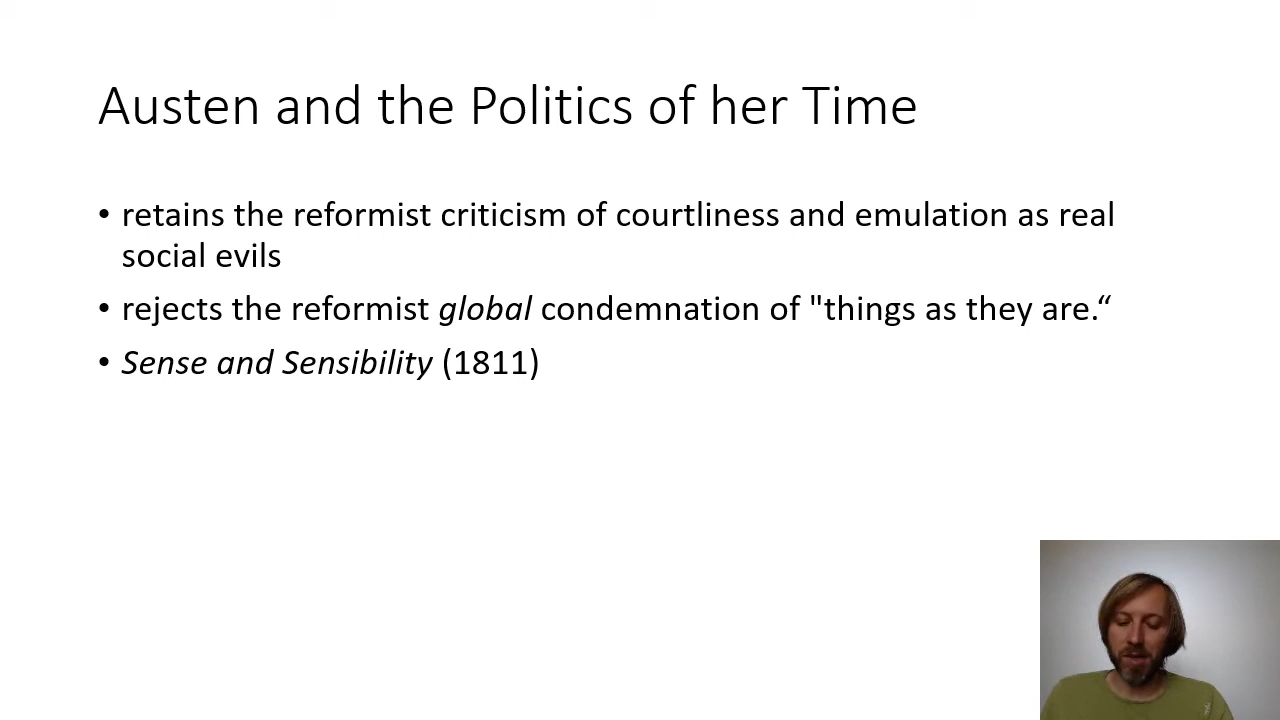 Austen and the Politics of her Time
• retains the reformist criticism of courtliness and emulation as real
social evils
• rejects the reformist global condemnation of "things as they are.“
• Sense and Sensibility (1811)